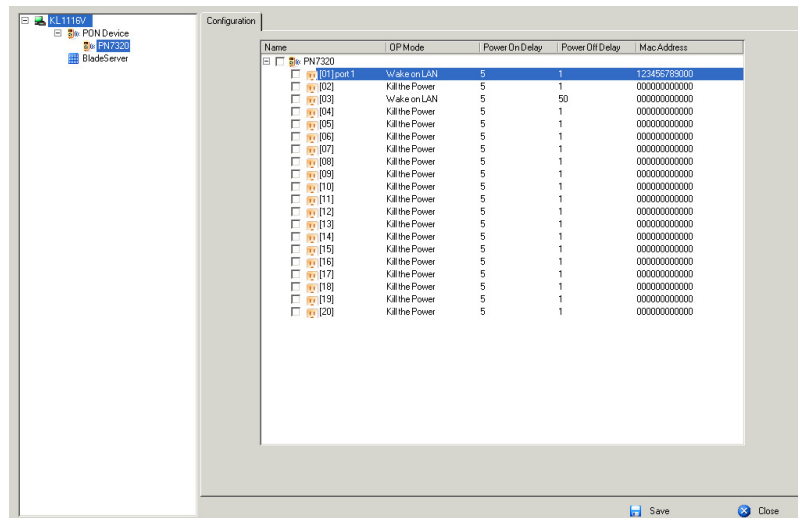 KL1116V
PON Device
PN7320
BladeServer
Configuration
Name OP Mode Power On Delay Power Off Delay Mac Address
PN7320
[01] port 1 Wake on LAN 5 1 123456789000
[02] Kill the Power 5 1 000000000000
[03] Wake on LAN 5 50 000000000000
[04] Kill the Power 5 1 000000000000
[05] Kill the Power 5 1 000000000000
[06] Kill the Power 5 1 000000000000
[07] Kill the Power 5 1 000000000000
[08] Kill the Power 5 1 000000000000
[09] Kill the Power 5 1 000000000000
[10] Kill the Power 5 1 000000000000
[11] Kill the Power 5 1 000000000000
[12] Kill the Power 5 1 000000000000
[13] Kill the Power 5 1 000000000000
[14] Kill the Power 5 1 000000000000
[15] Kill the Power 5 1 000000000000
[16] Kill the Power 5 1 000000000000
[17] Kill the Power 5 1 000000000000
[18] Kill the Power 5 1 000000000000
[19] Kill the Power 5 1 000000000000
[20] Kill the Power 5 1 000000000000
Save Close